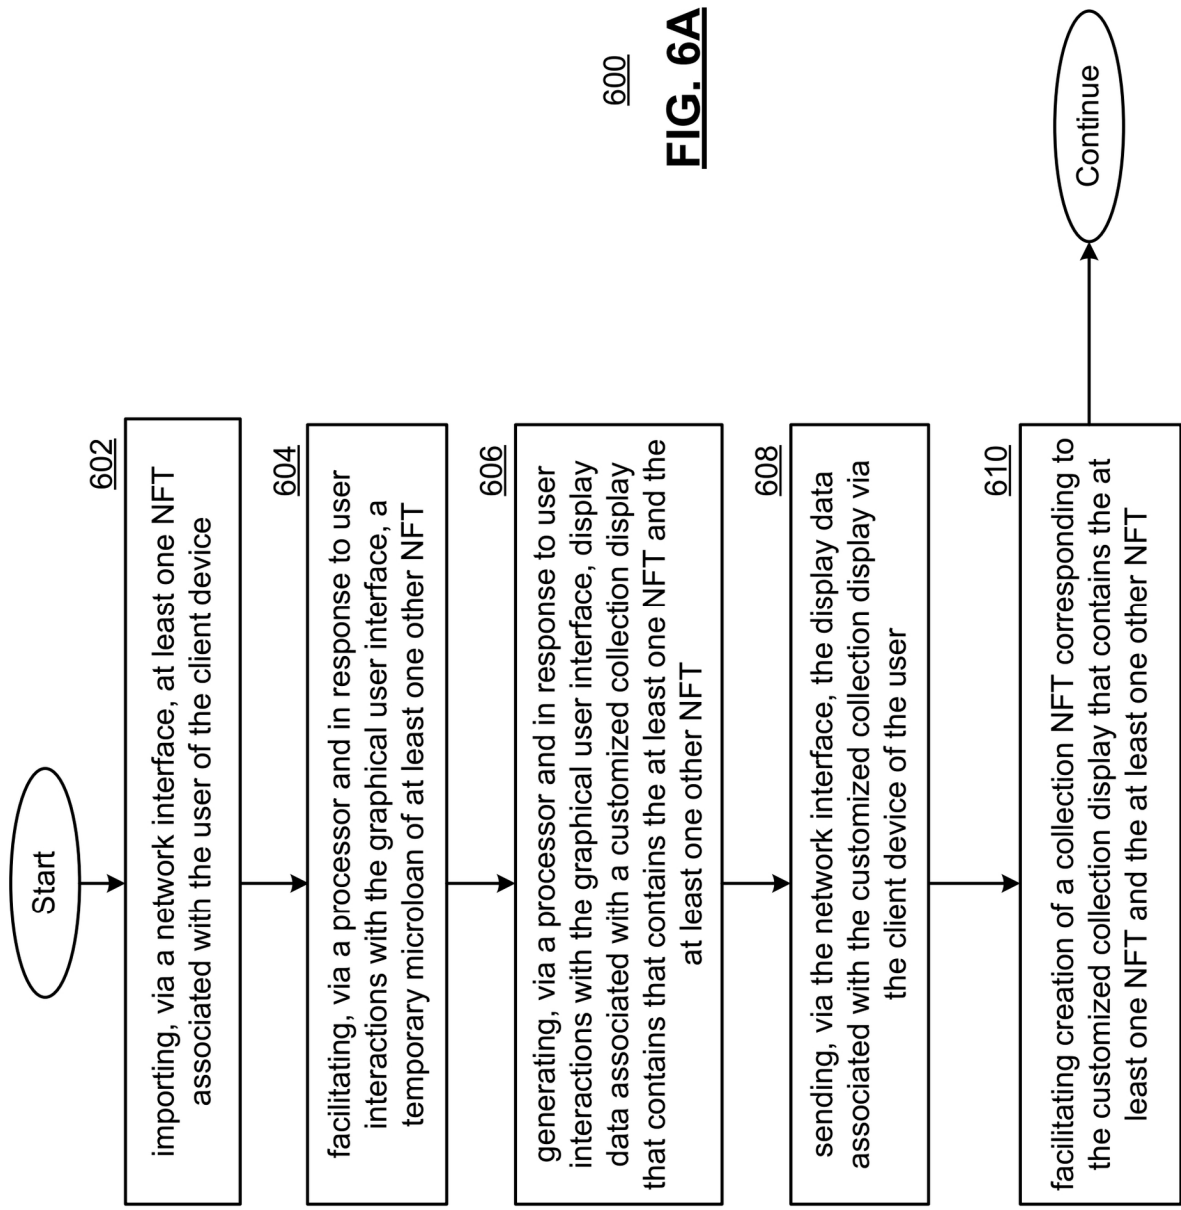 Start
602
importing, via a network interface, at least one NFT
associated with the user of the client device
604
facilitating, via a processor and in response to user
interactions with the graphical user interface, a
temporary microloan of at least one other NFT
606
generating, via a processor and in response to user
interactions with the graphical user interface, display
data associated with a customized collection display
that contains that contains the at least one NFT and the
at least one other NFT
608
sending, via the network interface, the display data
associated with the customized collection display via
the client device of the user
610
facilitating creation of a collection NFT corresponding to
the customized collection display that contains the at
least one NFT and the at least one other NFT
Continue
600
FIG. 6A